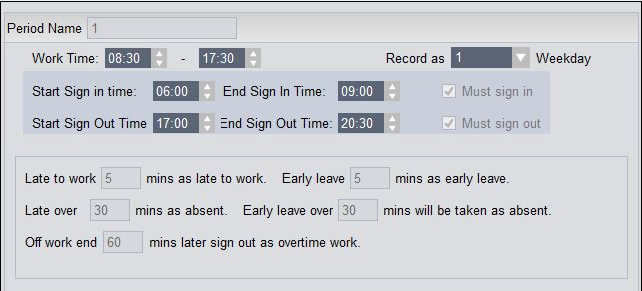 Period Name 1
Work Time: 08:30 - 17:30 Record as 1 Weekday
Start Sign in time: 06:00 End Sign In Time: 09:00 Must sign in
Start Sign Out Time 17:00 End Sign Out Time: 20:30 Must sign out
Late to work 5 mins as late to work. Early leave 5 mins as early leave.
Late over 30 mins as absent. Early leave over 30 mins will be taken as absent.
Off work end 60 mins later sign out as overtime work.